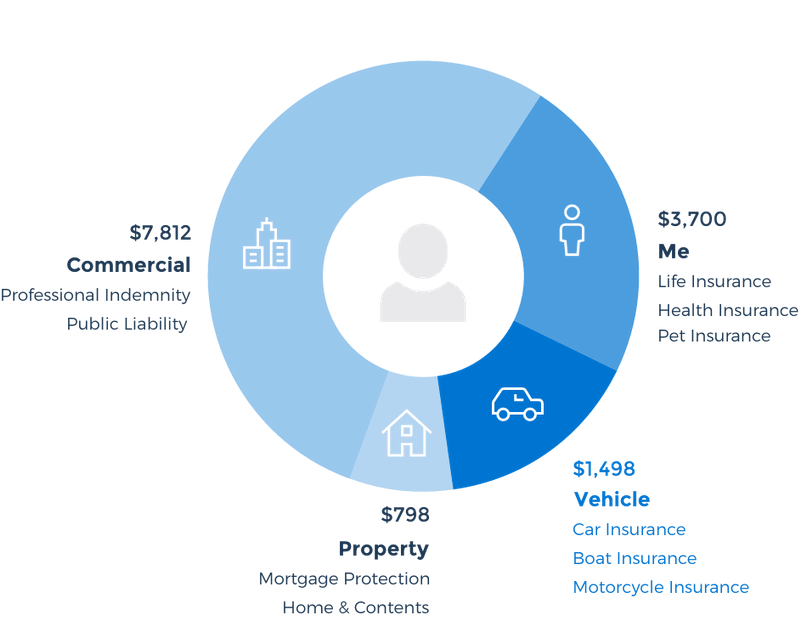 $7,812
Commercial
Professional Indemnity
Public Liability
$3,700
Me
Life Insurance
Health Insurance
Pet Insurance
$1,498
Vehicle
Car Insurance
Boat Insurance
Motorcycle Insurance
$798
Property
Mortgage Protection
Home & Contents